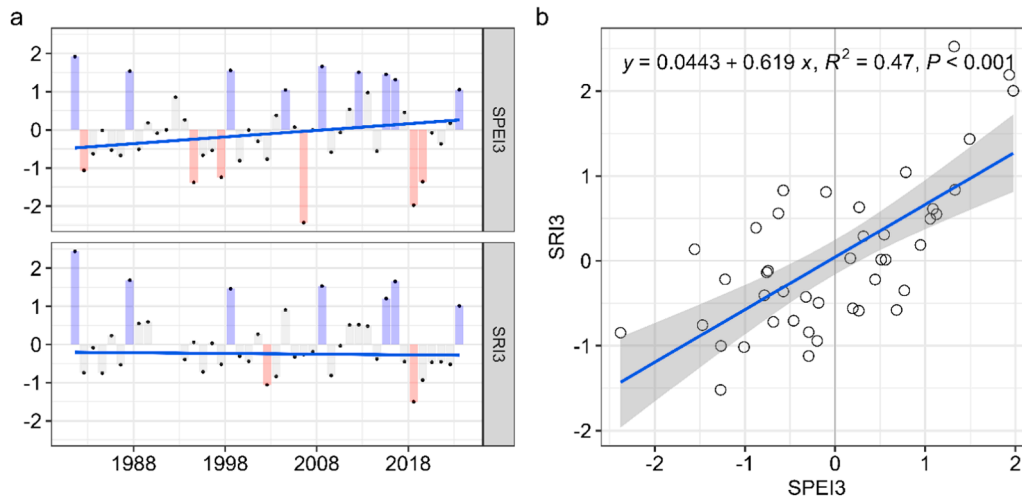 a
2
1
0
-1
-2
SPEI3
2
1
0
-1
-2
SRI3
1988 1998 2008 2018
b
y = 0.0443 + 0.619 x, R² = 0.47, P < 0.001
2
1
0
-1
-2
SRI3
-2 -1 0 1 2
SPEI3